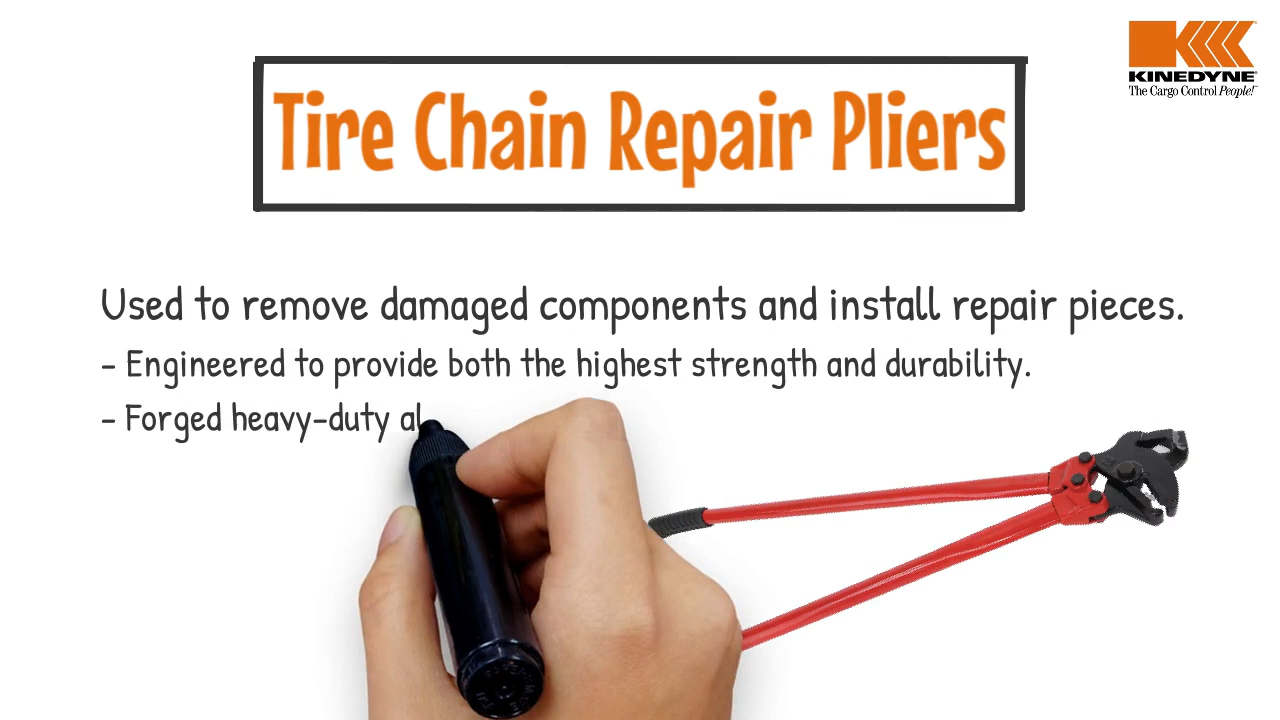 KINEDYNE
The Cargo Control People!
Tire Chain Repair Pliers
Used to remove damaged components and install repair pieces.
- Engineered to provide both the highest strength and durability.
- Forged heavy-duty al